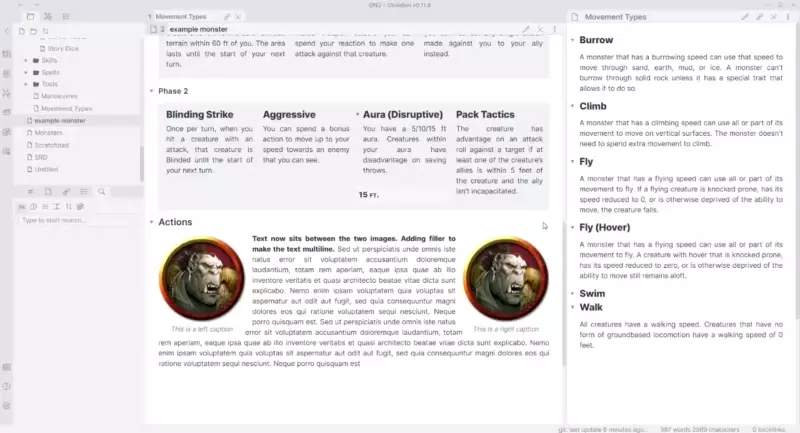 DND - Obsidian v0.11.9
Movement Types
2 example monster
terrain within 60 ft of you. The area
lasts until the start of your next
turn.
spend your reaction to make one
attack against that creature.
made against you to your ally
instead.
Phase 2
Blinding Strike
Once per turn, when you
hit a creature with an
attack, that creature is
Blinded until the start of
your next turn.
Aggressive
You can spend a bonus
action to move up to your
speed towards an enemy
that you can see.
Aura (Disruptive)
You have a 5/10/15 ft
aura. Creatures within
your aura have
disadvantage on saving
throws.
15 FT.
Pack Tactics
The creature has
advantage on an attack
roll against a target if at
least one of the creature's
allies is within 5 feet of
the creature and the ally
isn't incapacitated.
Actions
Text now sits between the two images. Adding filler to
make the text multiline. Sed ut perspiciatis unde omnis iste
natus error sit voluptatem accusantium doloremque
laudantium, totam rem aperiam, eaque ipsa quae ab illo
inventore veritatis et quasi architecto beatae vitae dicta sunt
explicabo. Nemo enim ipsam voluptatem quia voluptas sit
aspernatur aut odit aut fugit, sed quia consequuntur magni
dolores eos qui ratione voluptatem sequi nesciunt. Neque
porro quisquam est. Sed ut perspiciatis unde omnis iste natus
error sit voluptatem accusantium doloremque laudantium, totam
rem aperiam, eaque ipsa quae ab illo inventore veritatis et quasi architecto beatae vitae dicta sunt explicabo. Nemo
enim ipsam voluptatem quia voluptas sit aspernatur aut odit aut fugit, sed quia consequuntur magni dolores eos qui
ratione voluptatem sequi nesciunt. Neque porro quisquam est
This is a left caption
This is a right caption
Story Dice
Skills
Spells
Tools
Manoeuvres
Movement Types
example monster
Monsters
Scratchpad
SRD
Untitled
Type to start search...
1 Movement Types
Burrow
A monster that has a burrowing speed can use that speed to
move through sand, earth, mud, or ice. A monster can't
burrow through solid rock unless it has a special trait that
allows it to do so.
Climb
A monster that has a climbing speed can use all or part of its
movement to move on vertical surfaces. The monster doesn't
need to spend extra movement to climb.
Fly
A monster that has a flying speed can use all or part of its
movement to fly. If a flying creature is knocked prone, has its
speed reduced to 0, or is otherwise deprived of the ability to
move, the creature falls.
Fly (Hover)
A monster that has a flying speed can use all or part of its
movement to fly. A creature with hover that is knocked prone,
has its speed reduced to zero, or is otherwise deprived of the
ability to move still remains aloft.
Swim
Walk
All creatures have a walking speed. Creatures that have no
form of groundbased locomotion have a walking speed of 0
feet.
git: last update 6 minutes ago..
387 words 2569 characters
0 backlinks